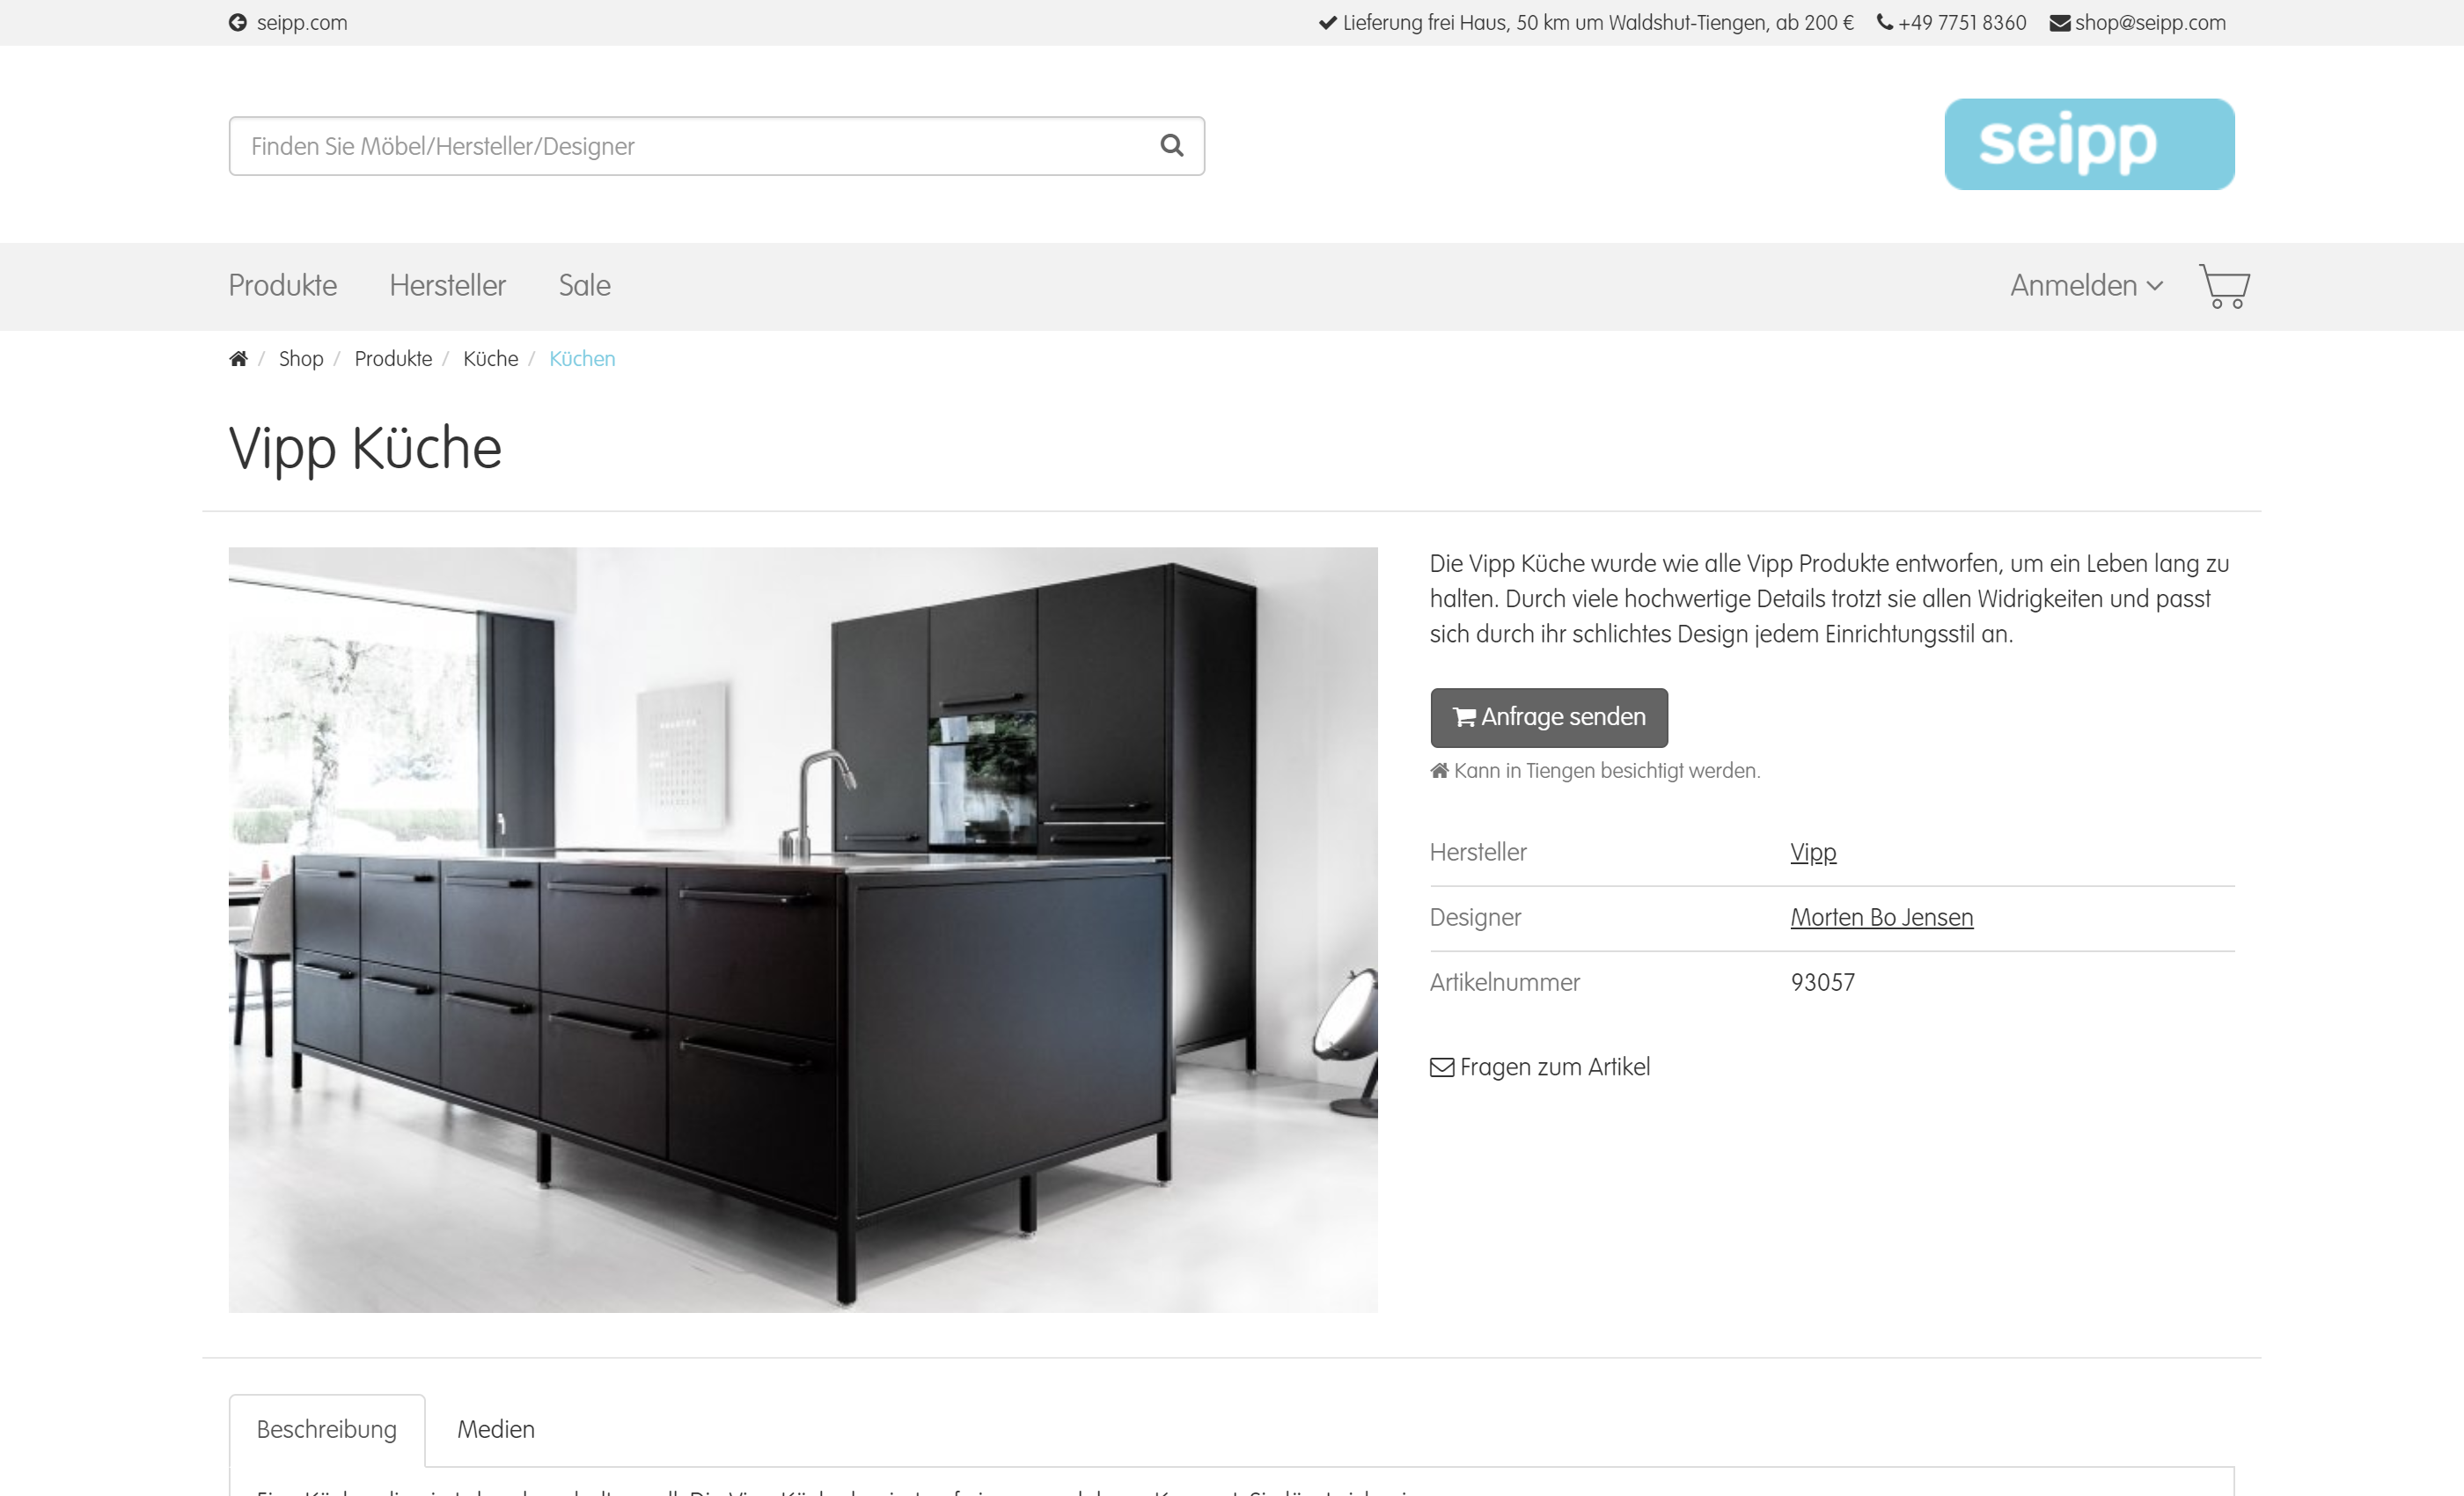 seipp.com
Lieferung frei Haus, 50 km um Waldshut-Tiengen, ab 200 € +49 7751 8360 shop@seipp.com
Finden Sie Möbel/Hersteller/Designer
seipp
Produkte Hersteller Sale Anmelden
/ Shop / Produkte / Küche / Küchen
Vipp Küche
Die Vipp Küche wurde wie alle Vipp Produkte entworfen, um ein Leben lang zu
halten. Durch viele hochwertige Details trotzt sie allen Widrigkeiten und passt
sich durch ihr schlichtes Design jedem Einrichtungsstil an.
Anfrage senden
Kann in Tiengen besichtigt werden.
Hersteller Vipp
Designer Morten Bo Jensen
Artikelnummer 93057
Fragen zum Artikel
Beschreibung Medien